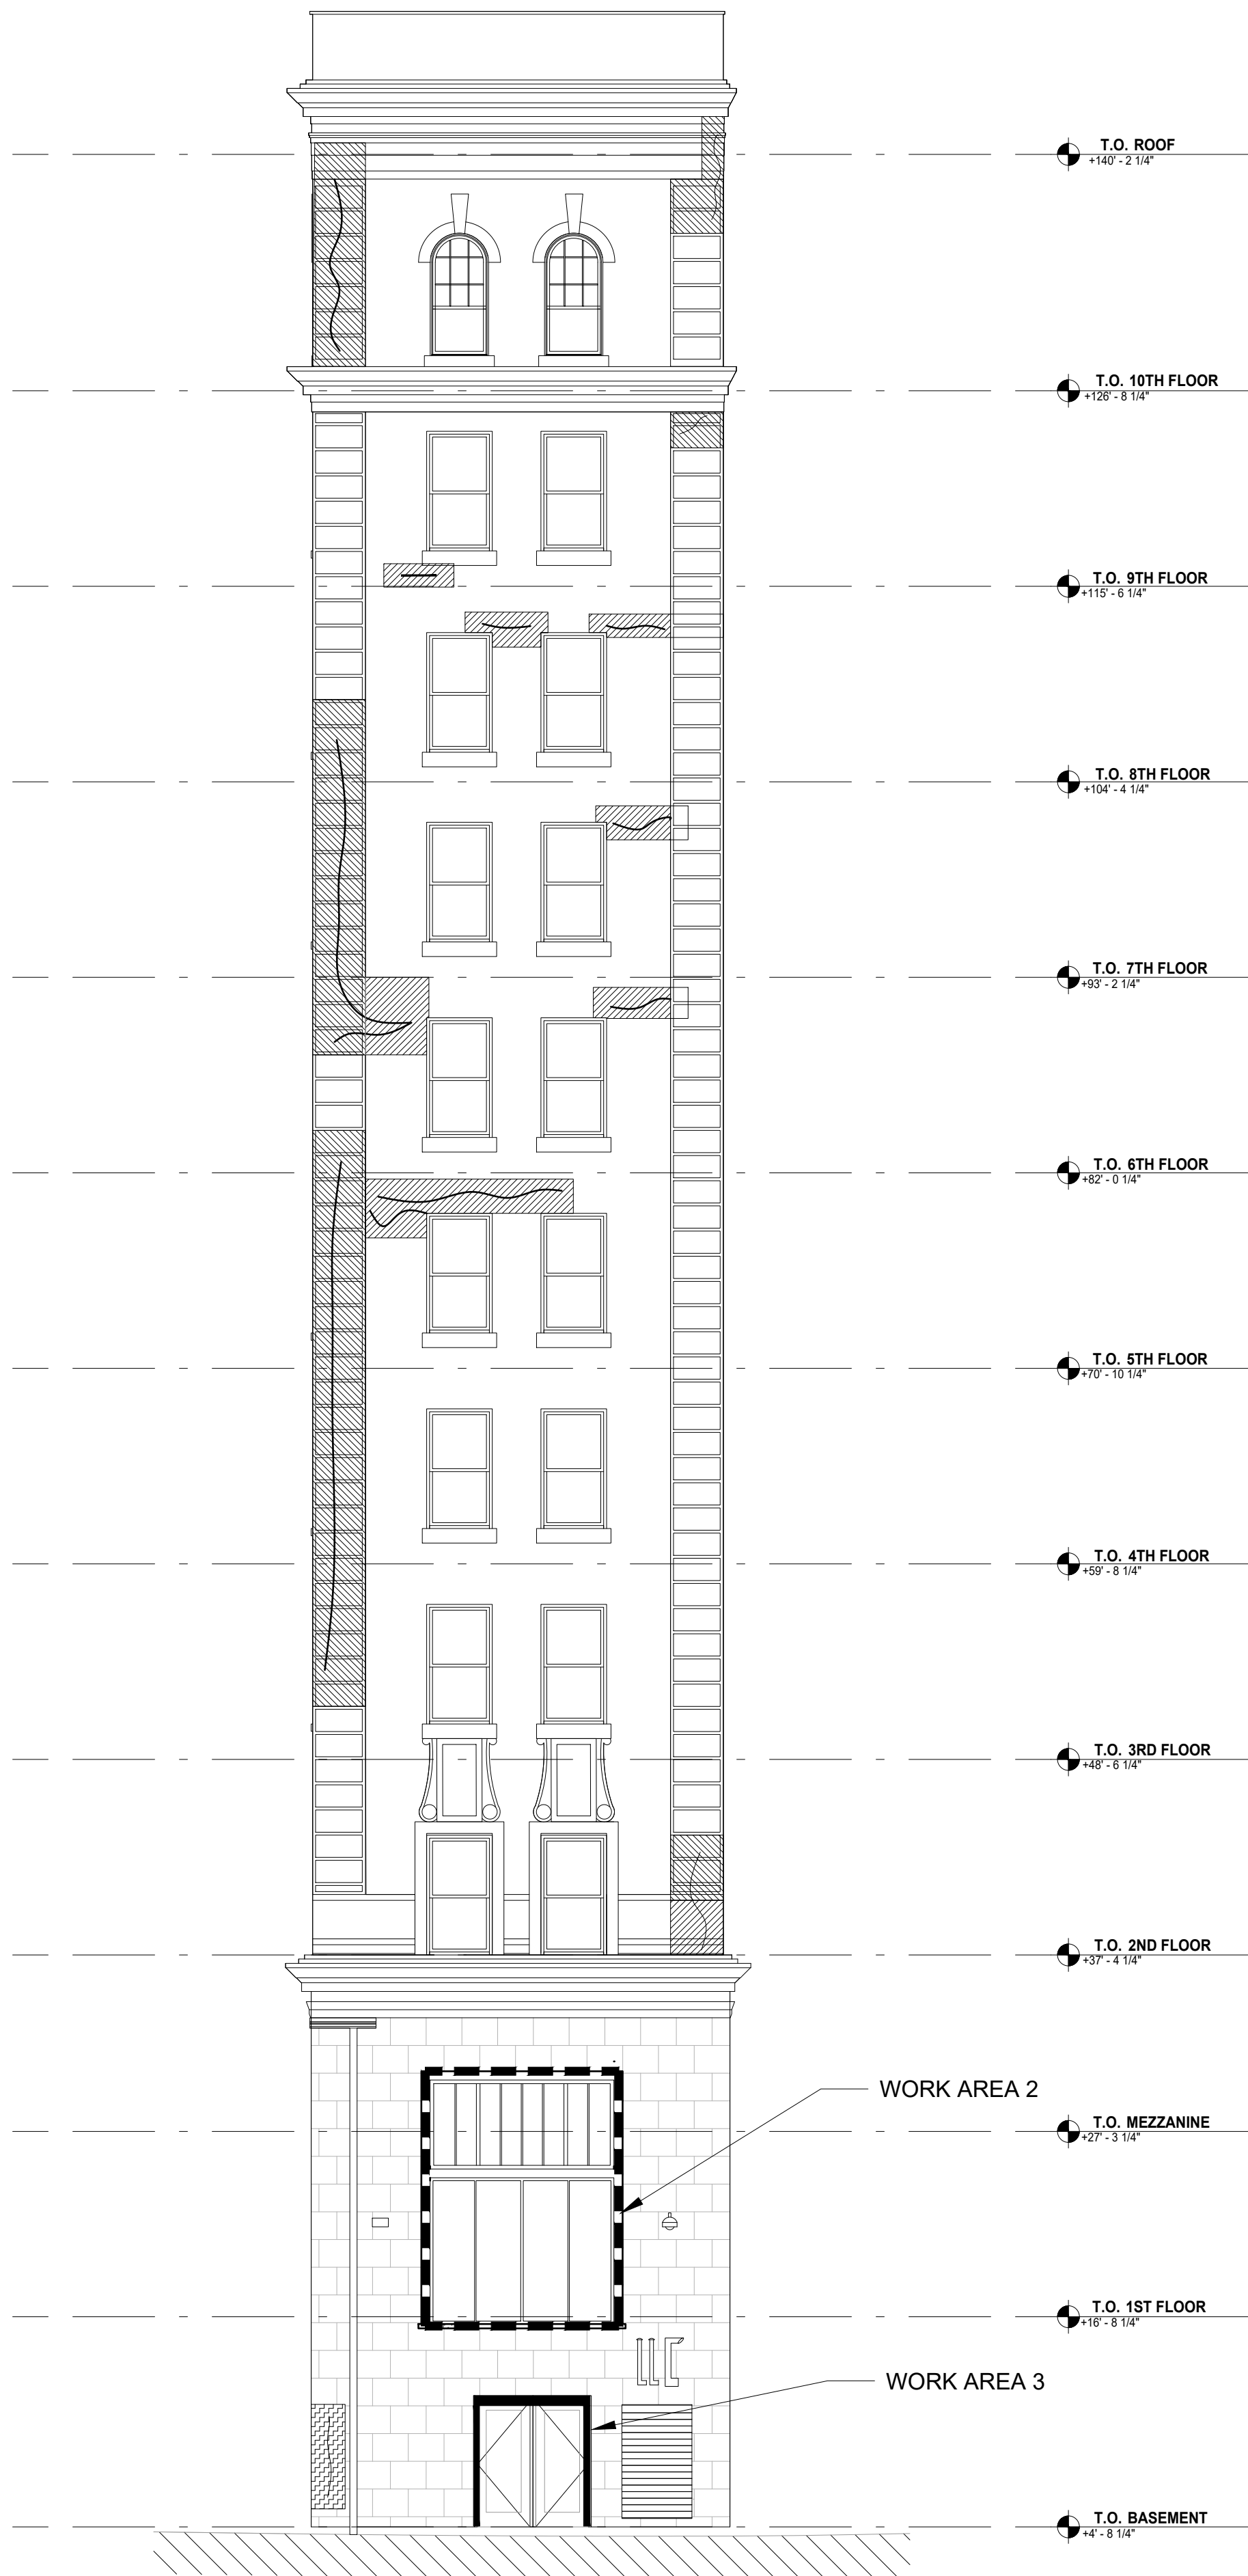 T.O. ROOF
+140' - 2 1/4"
T.O. 10TH FLOOR
+126' - 8 1/4"
T.O. 9TH FLOOR
+115' - 6 1/4"
T.O. 8TH FLOOR
+104' - 4 1/4"
T.O. 7TH FLOOR
+93' - 2 1/4"
T.O. 6TH FLOOR
+82' - 0 1/4"
T.O. 5TH FLOOR
+70' - 10 1/4"
T.O. 4TH FLOOR
+59' - 8 1/4"
T.O. 3RD FLOOR
+48' - 6 1/4"
T.O. 2ND FLOOR
+37' - 4 1/4"
WORK AREA 2
T.O. MEZZANINE
+27' - 3 1/4"
T.O. 1ST FLOOR
+16' - 8 1/4"
WORK AREA 3
T.O. BASEMENT
+4' - 8 1/4"